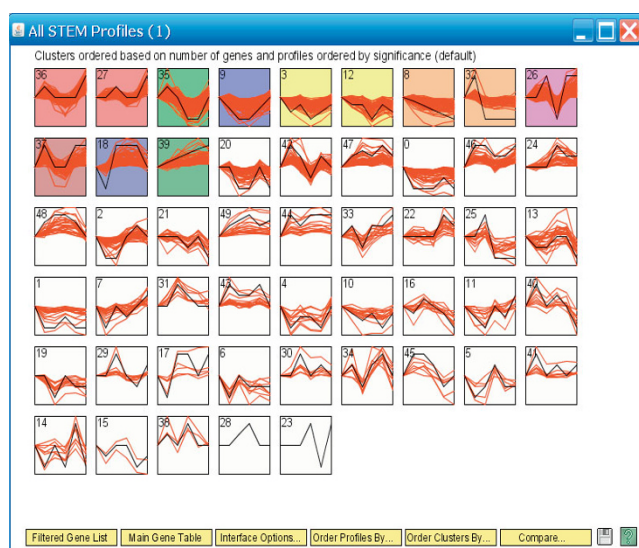 All STEM Profiles (1)
Clusters ordered based on number of genes and profiles ordered by significance (default)
36 27 35 9 3 12 8 32 26
37 18 39 20 42 47 0 46 24
48 2 21 49 44 33 22 25 13
1 7 31 43 4 10 16 11 40
19 29 17 6 30 34 45 5 41
14 15 38 28 23
Filtered Gene List Main Gene Table Interface Options... Order Profiles By... Order Clusters By... Compare... ?